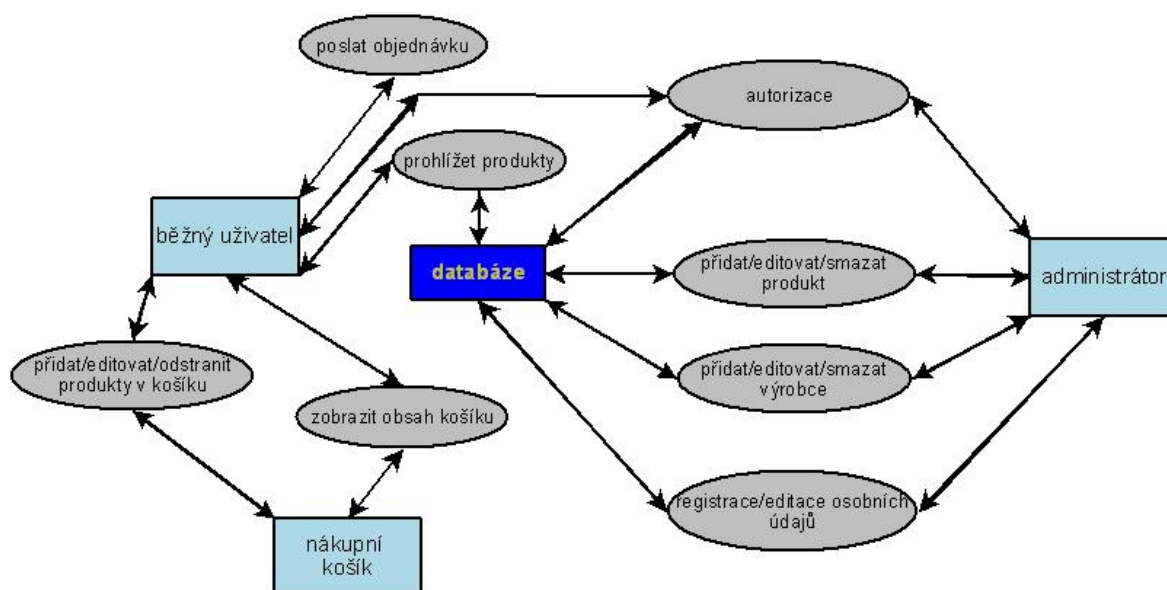 poslat objednávku
autorizace
prohlížet produkty
běžný uživatel
databáze
přidat/editovat/smazat
produkt
administrátor
přidat/editovat/odstranit
produkty v košíku
přidat/editovat/smazat
výrobce
zobrazit obsah košíku
registrace/editace osobních
údajů
nákupní
košík